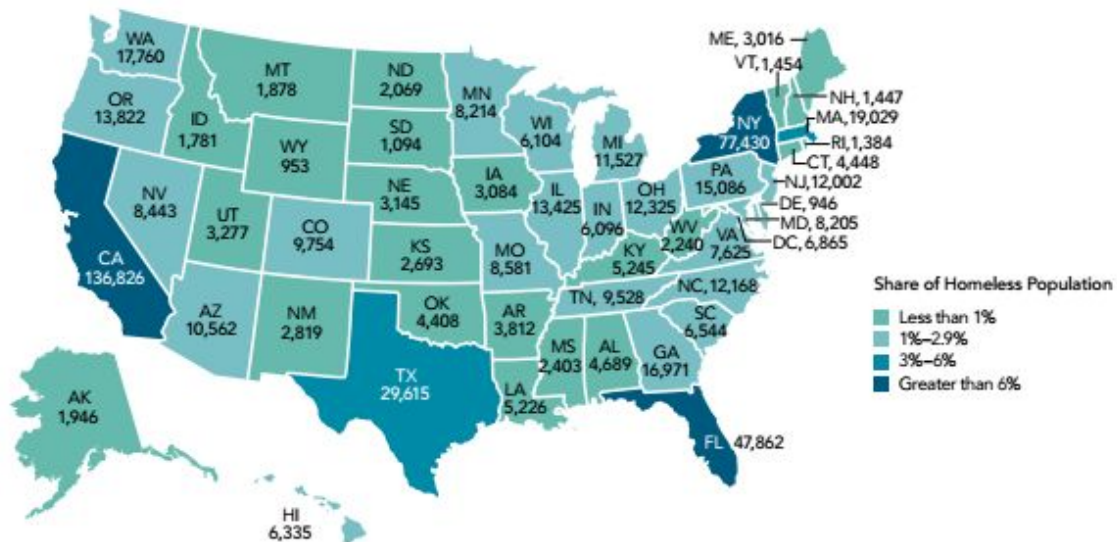 WA
17,760
OR
13,822
CA
136,826
NV
8,443
ID
1,781
MT
1,878
WY
953
UT
3,277
AZ
10,562
CO
9,754
NM
2,819
ND
2,069
SD
1,094
NE
3,145
KS
2,693
OK
4,408
TX
29,615
MN
8,214
IA
3,084
MO
8,581
AR
3,812
LA
5,226
WI
6,104
IL
13,425
MI
11,527
IN
6,096
OH
12,325
KY
5,245
TN, 9,528
MS
2,403
AL
4,689
GA
16,971
FL 47,862
SC
6,544
NC, 12,168
VA
7,625
WV
2,240
PA
15,086
NY
77,430
ME, 3,016
VT, 1,454
NH, 1,447
MA, 19,029
RI, 1,384
CT, 4,448
NJ, 12,002
DE, 946
MD, 8,205
DC, 6,865
AK
1,946
HI
6,335
Share of Homeless Population
Less than 1%
1%–2.9%
3%–6%
Greater than 6%